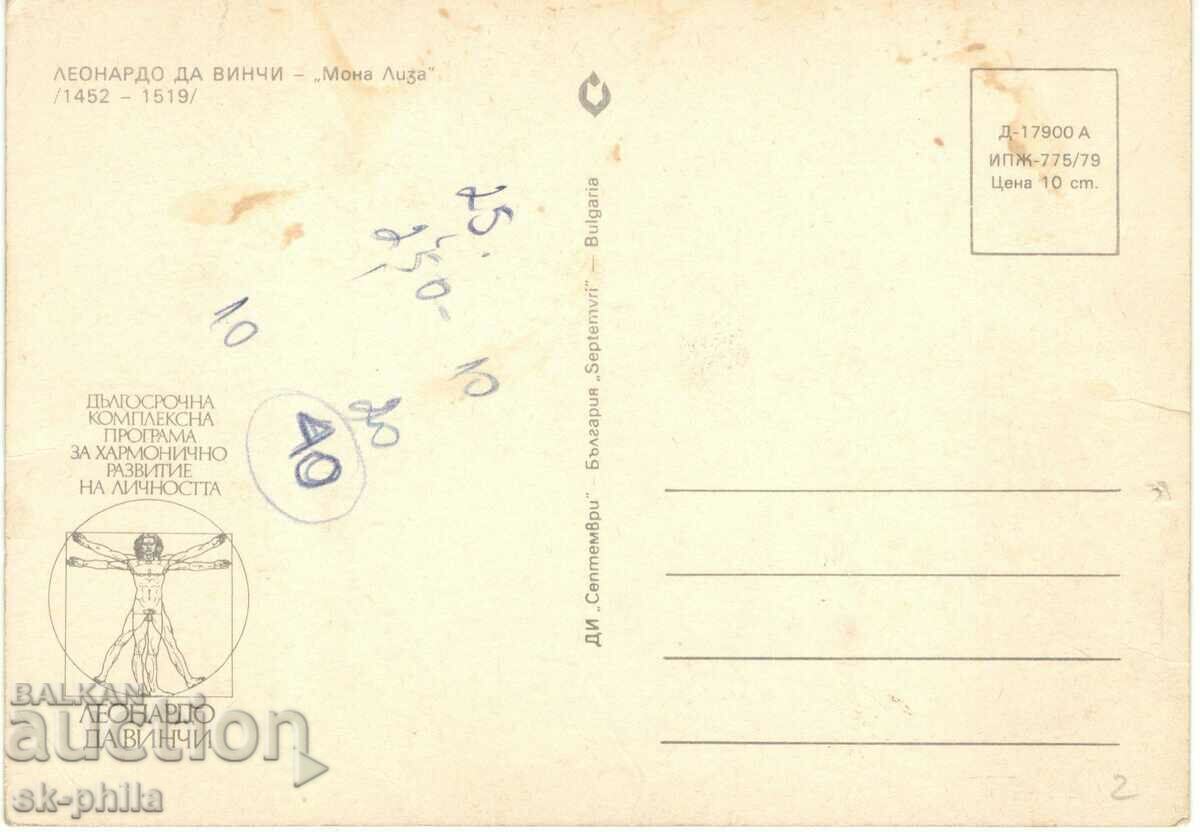 ЛЕОНАРДО ДА ВИНЧИ – „Мона Лиза"
/1452 – 1519/
Д-17900 А
ИПЖ-775/79
Цена 10 ст.
25.
250-
10
10
20
40
ДЪЛГОСРОЧНА
КОМПЛЕКСНА
ПРОГРАМА
ЗА ХАРМОНИЧНО
РАЗВИТИЕ
НА ЛИЧНОСТТА
ЛЕОНАРДО
ДА ВИНЧИ
ДИ „Септември" — България „Septemvri" — Bulgaria
BALKAN
auction
sk-phila
2